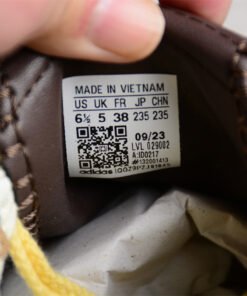 MADE IN VIETNAM
US UK FR JP CHN
6½ 5 38 235 235
09/23
LVL 029002
A:ID0217
#132001413
adidas